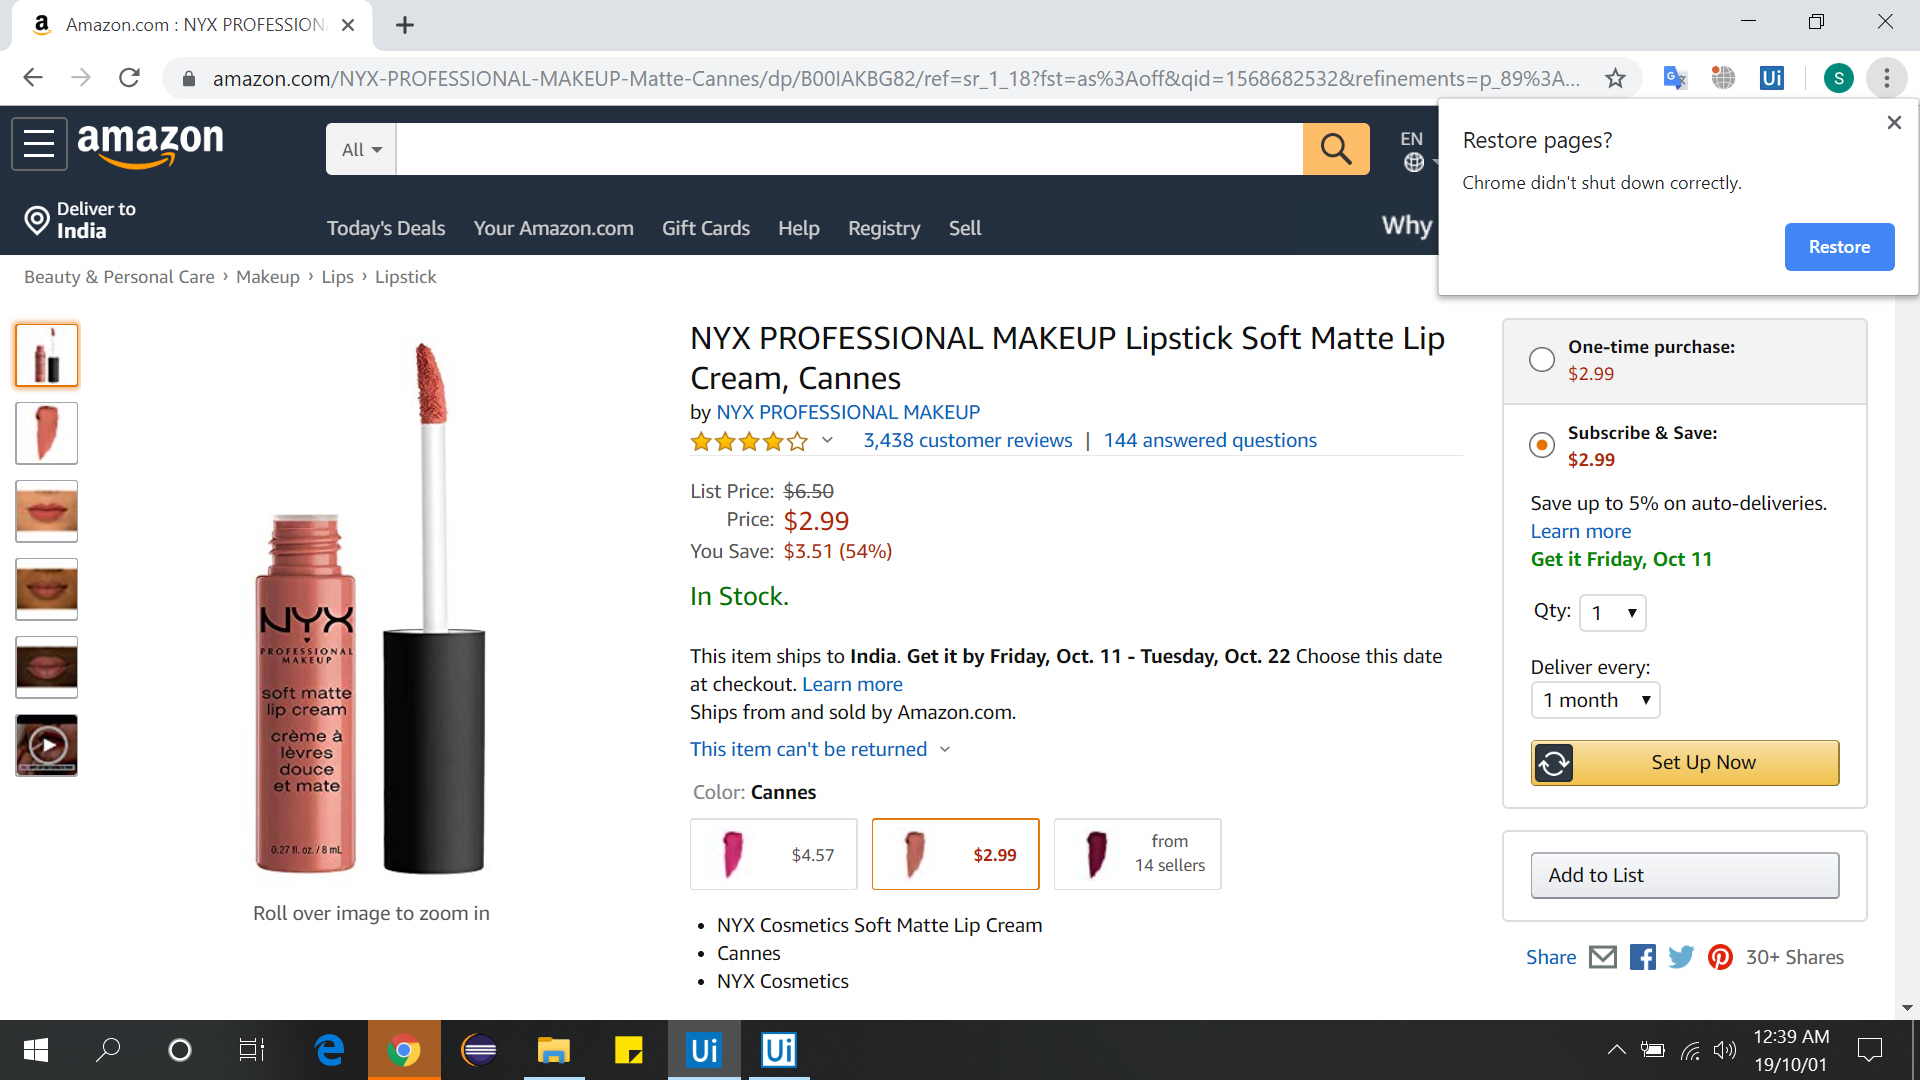 Amazon.com : NYX PROFESSION
amazon.com/NYX-PROFESSIONAL-MAKEUP-Matte-Cannes/dp/B00IAKBG82/ref=sr_1_18?fst=as%3Aoff&qid=1568682532&refinements=p_89%3A...
Ui
S
Restore pages?
Chrome didn't shut down correctly.
Restore
amazon
All
EN
Deliver to
India
Today's Deals
Your Amazon.com
Gift Cards
Help
Registry
Sell
Why
Beauty & Personal Care › Makeup › Lips › Lipstick
NYX PROFESSIONAL MAKEUP Lipstick Soft Matte Lip
Cream, Cannes
by NYX PROFESSIONAL MAKEUP
3,438 customer reviews | 144 answered questions
List Price: $6.50
Price: $2.99
You Save: $3.51 (54%)
In Stock.
This item ships to India. Get it by Friday, Oct. 11 - Tuesday, Oct. 22 Choose this date
at checkout. Learn more
Ships from and sold by Amazon.com.
This item can't be returned
Color: Cannes
$4.57
$2.99
from
14 sellers
• NYX Cosmetics Soft Matte Lip Cream
• Cannes
• NYX Cosmetics
NYX
PROFESSIONAL
MAKEUP
soft matte
lip cream
crème à
lèvres
douce
et mate
0.27 fl. oz. / 8 mL
Roll over image to zoom in
One-time purchase:
$2.99
Subscribe & Save:
$2.99
Save up to 5% on auto-deliveries.
Learn more
Get it Friday, Oct 11
Qty: 1
Deliver every:
1 month
Set Up Now
Add to List
Share
30+ Shares
Ui
Ui
12:39 AM
19/10/01